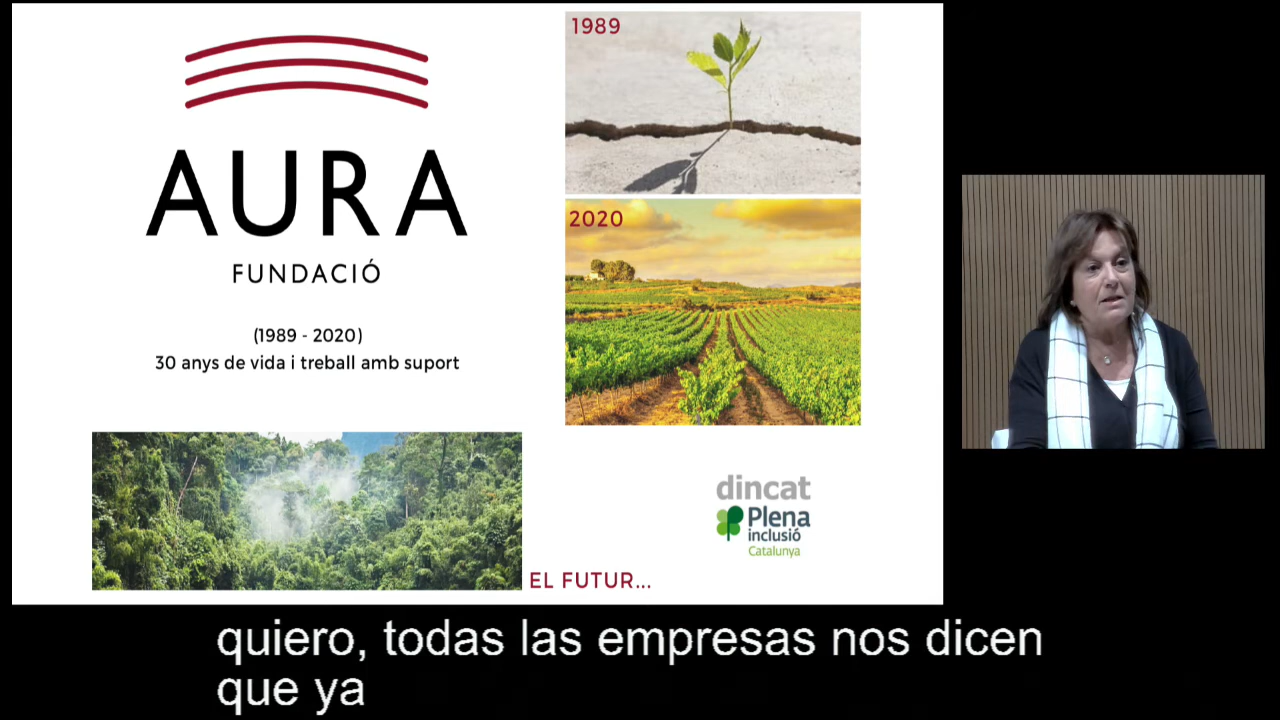 AURA
FUNDACIÓ
(1989 - 2020)
30 anys de vida i treball amb suport
1989
2020
dincat
Plena
inclusió
Catalunya
EL FUTUR...
quiero, todas las empresas nos dicen
que ya